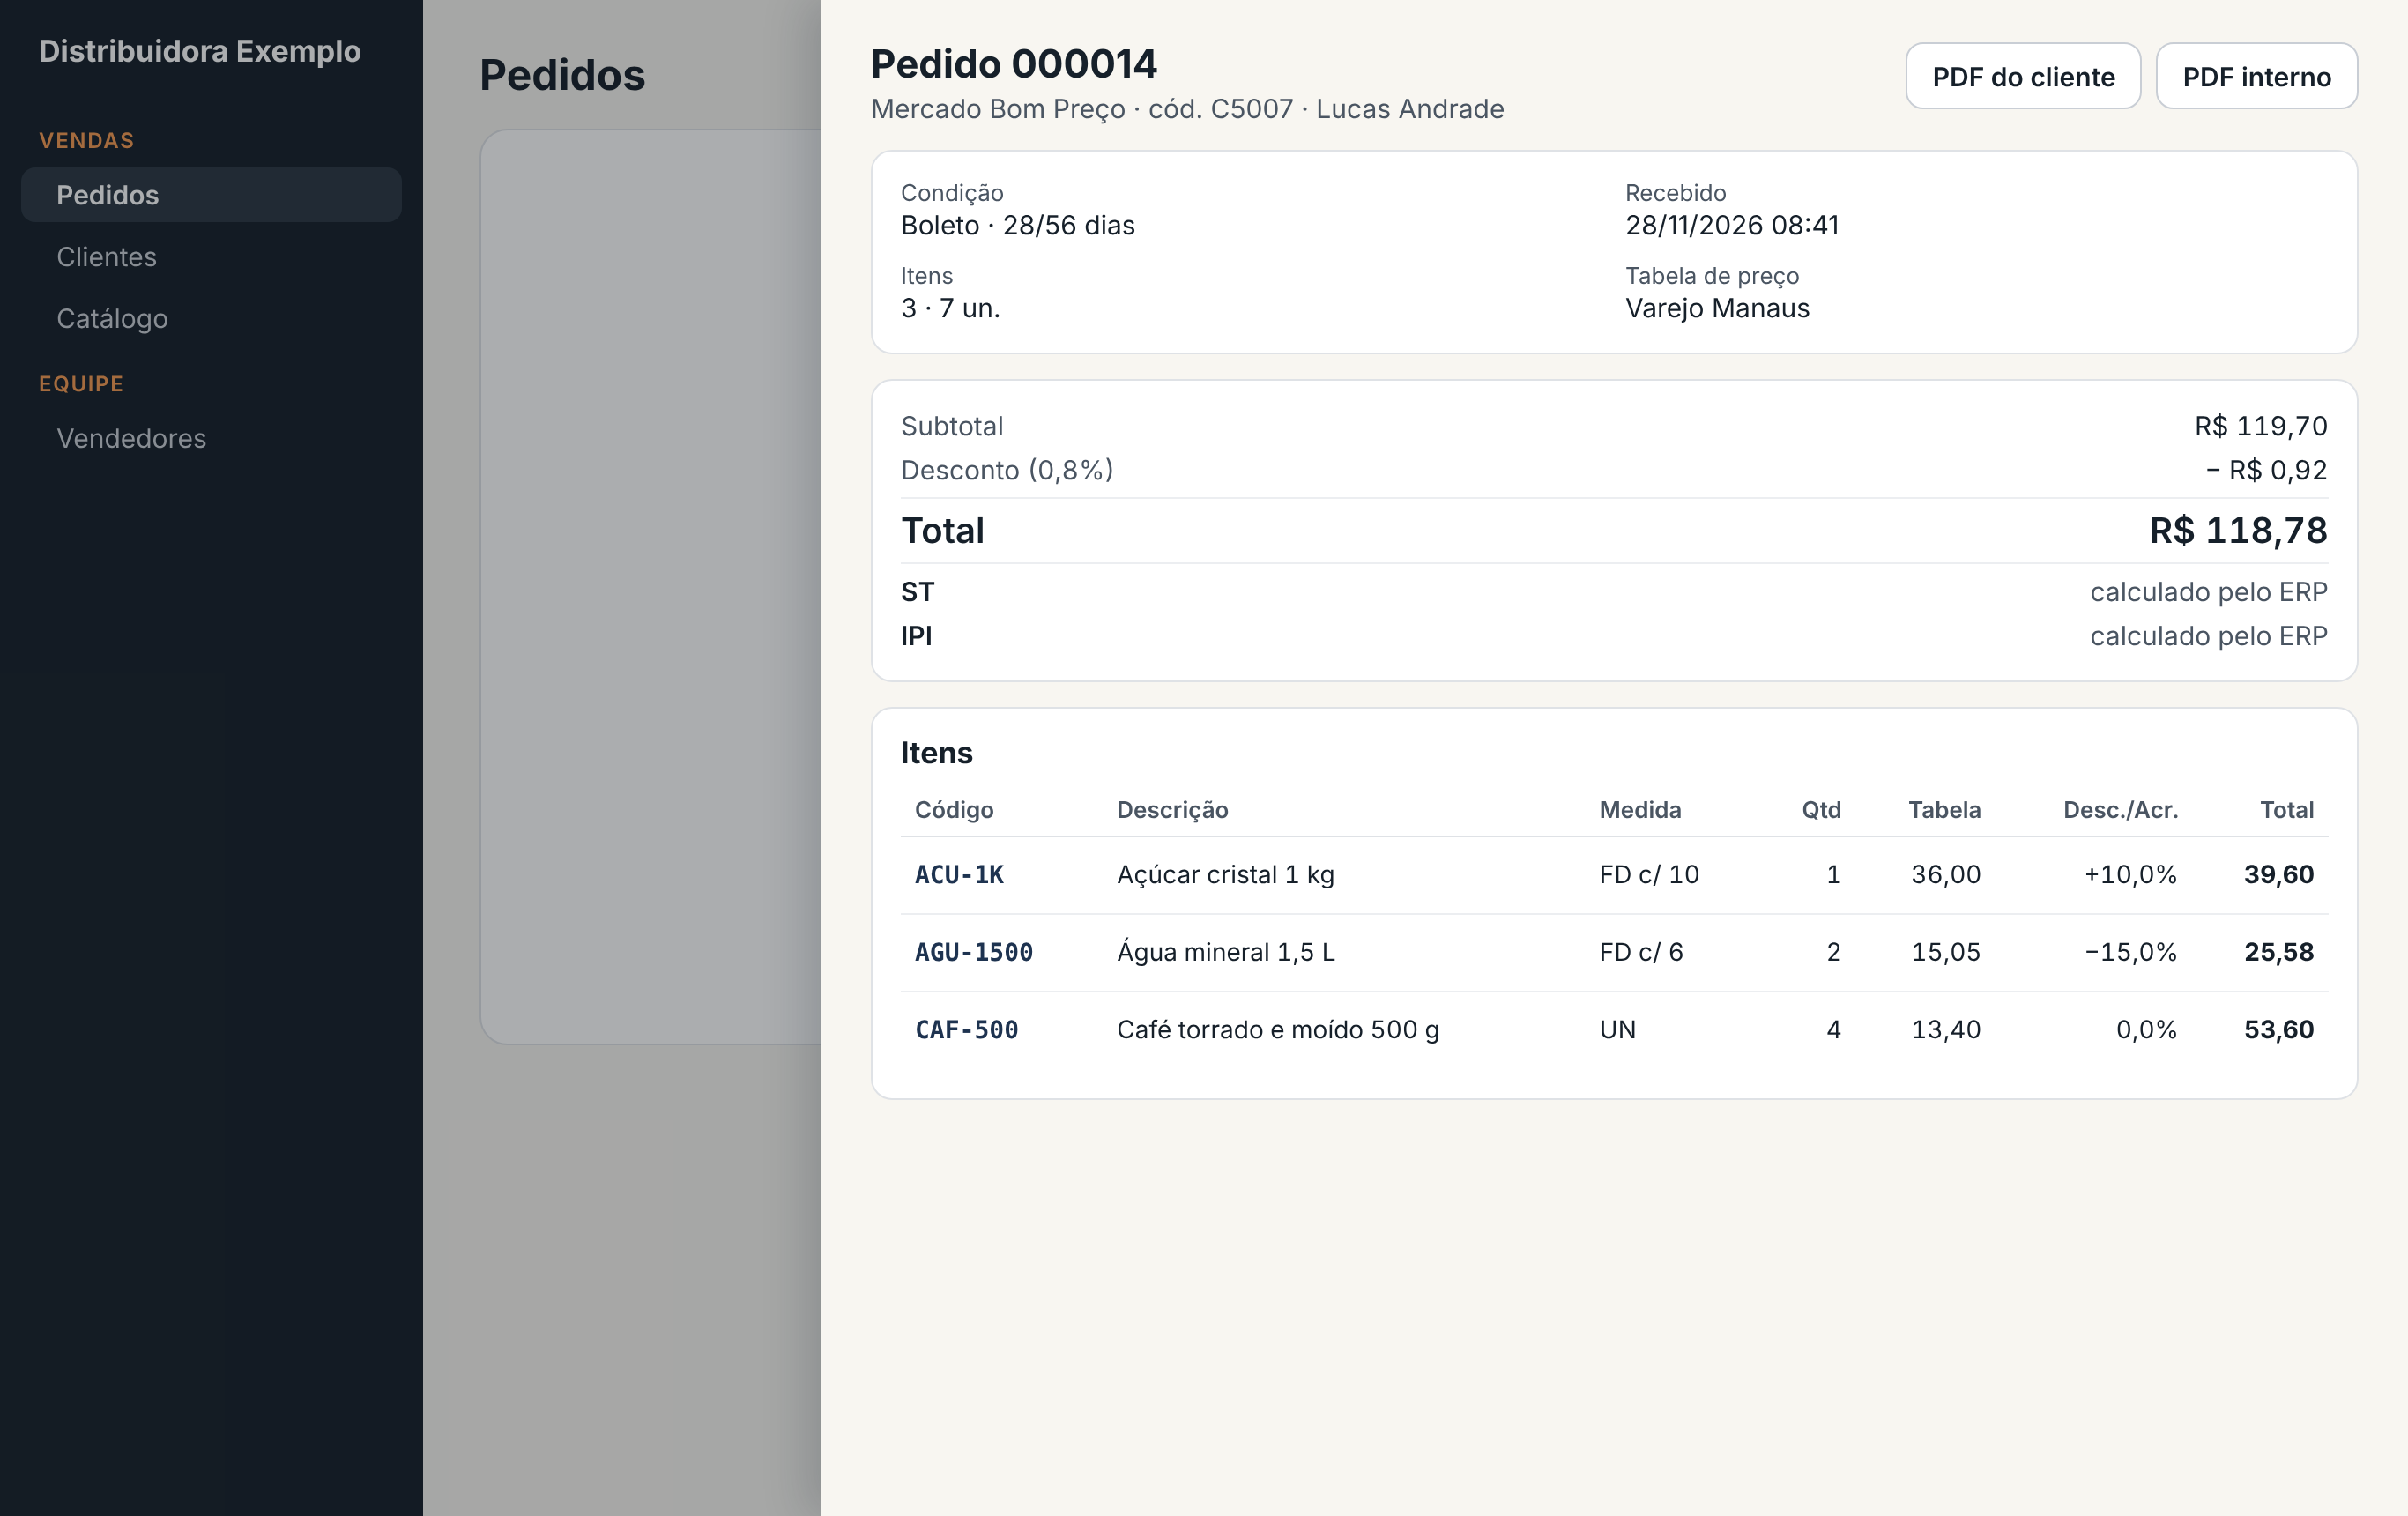 Distribuidora Exemplo
VENDAS
Pedidos
Clientes
Catálogo
EQUIPE
Vendedores
Pedidos
Pedido 000014
Mercado Bom Preço · cód. C5007 · Lucas Andrade
PDF do cliente
PDF interno
Condição
Boleto · 28/56 dias
Recebido
28/11/2026 08:41
Itens
3 · 7 un.
Tabela de preço
Varejo Manaus
Subtotal R$ 119,70
Desconto (0,8%) − R$ 0,92
Total R$ 118,78
ST calculado pelo ERP
IPI calculado pelo ERP
Itens
Código Descrição Medida Qtd Tabela Desc./Acr. Total
ACU-1K Açúcar cristal 1 kg FD c/ 10 1 36,00 +10,0% 39,60
AGU-1500 Água mineral 1,5 L FD c/ 6 2 15,05 −15,0% 25,58
CAF-500 Café torrado e moído 500 g UN 4 13,40 0,0% 53,60